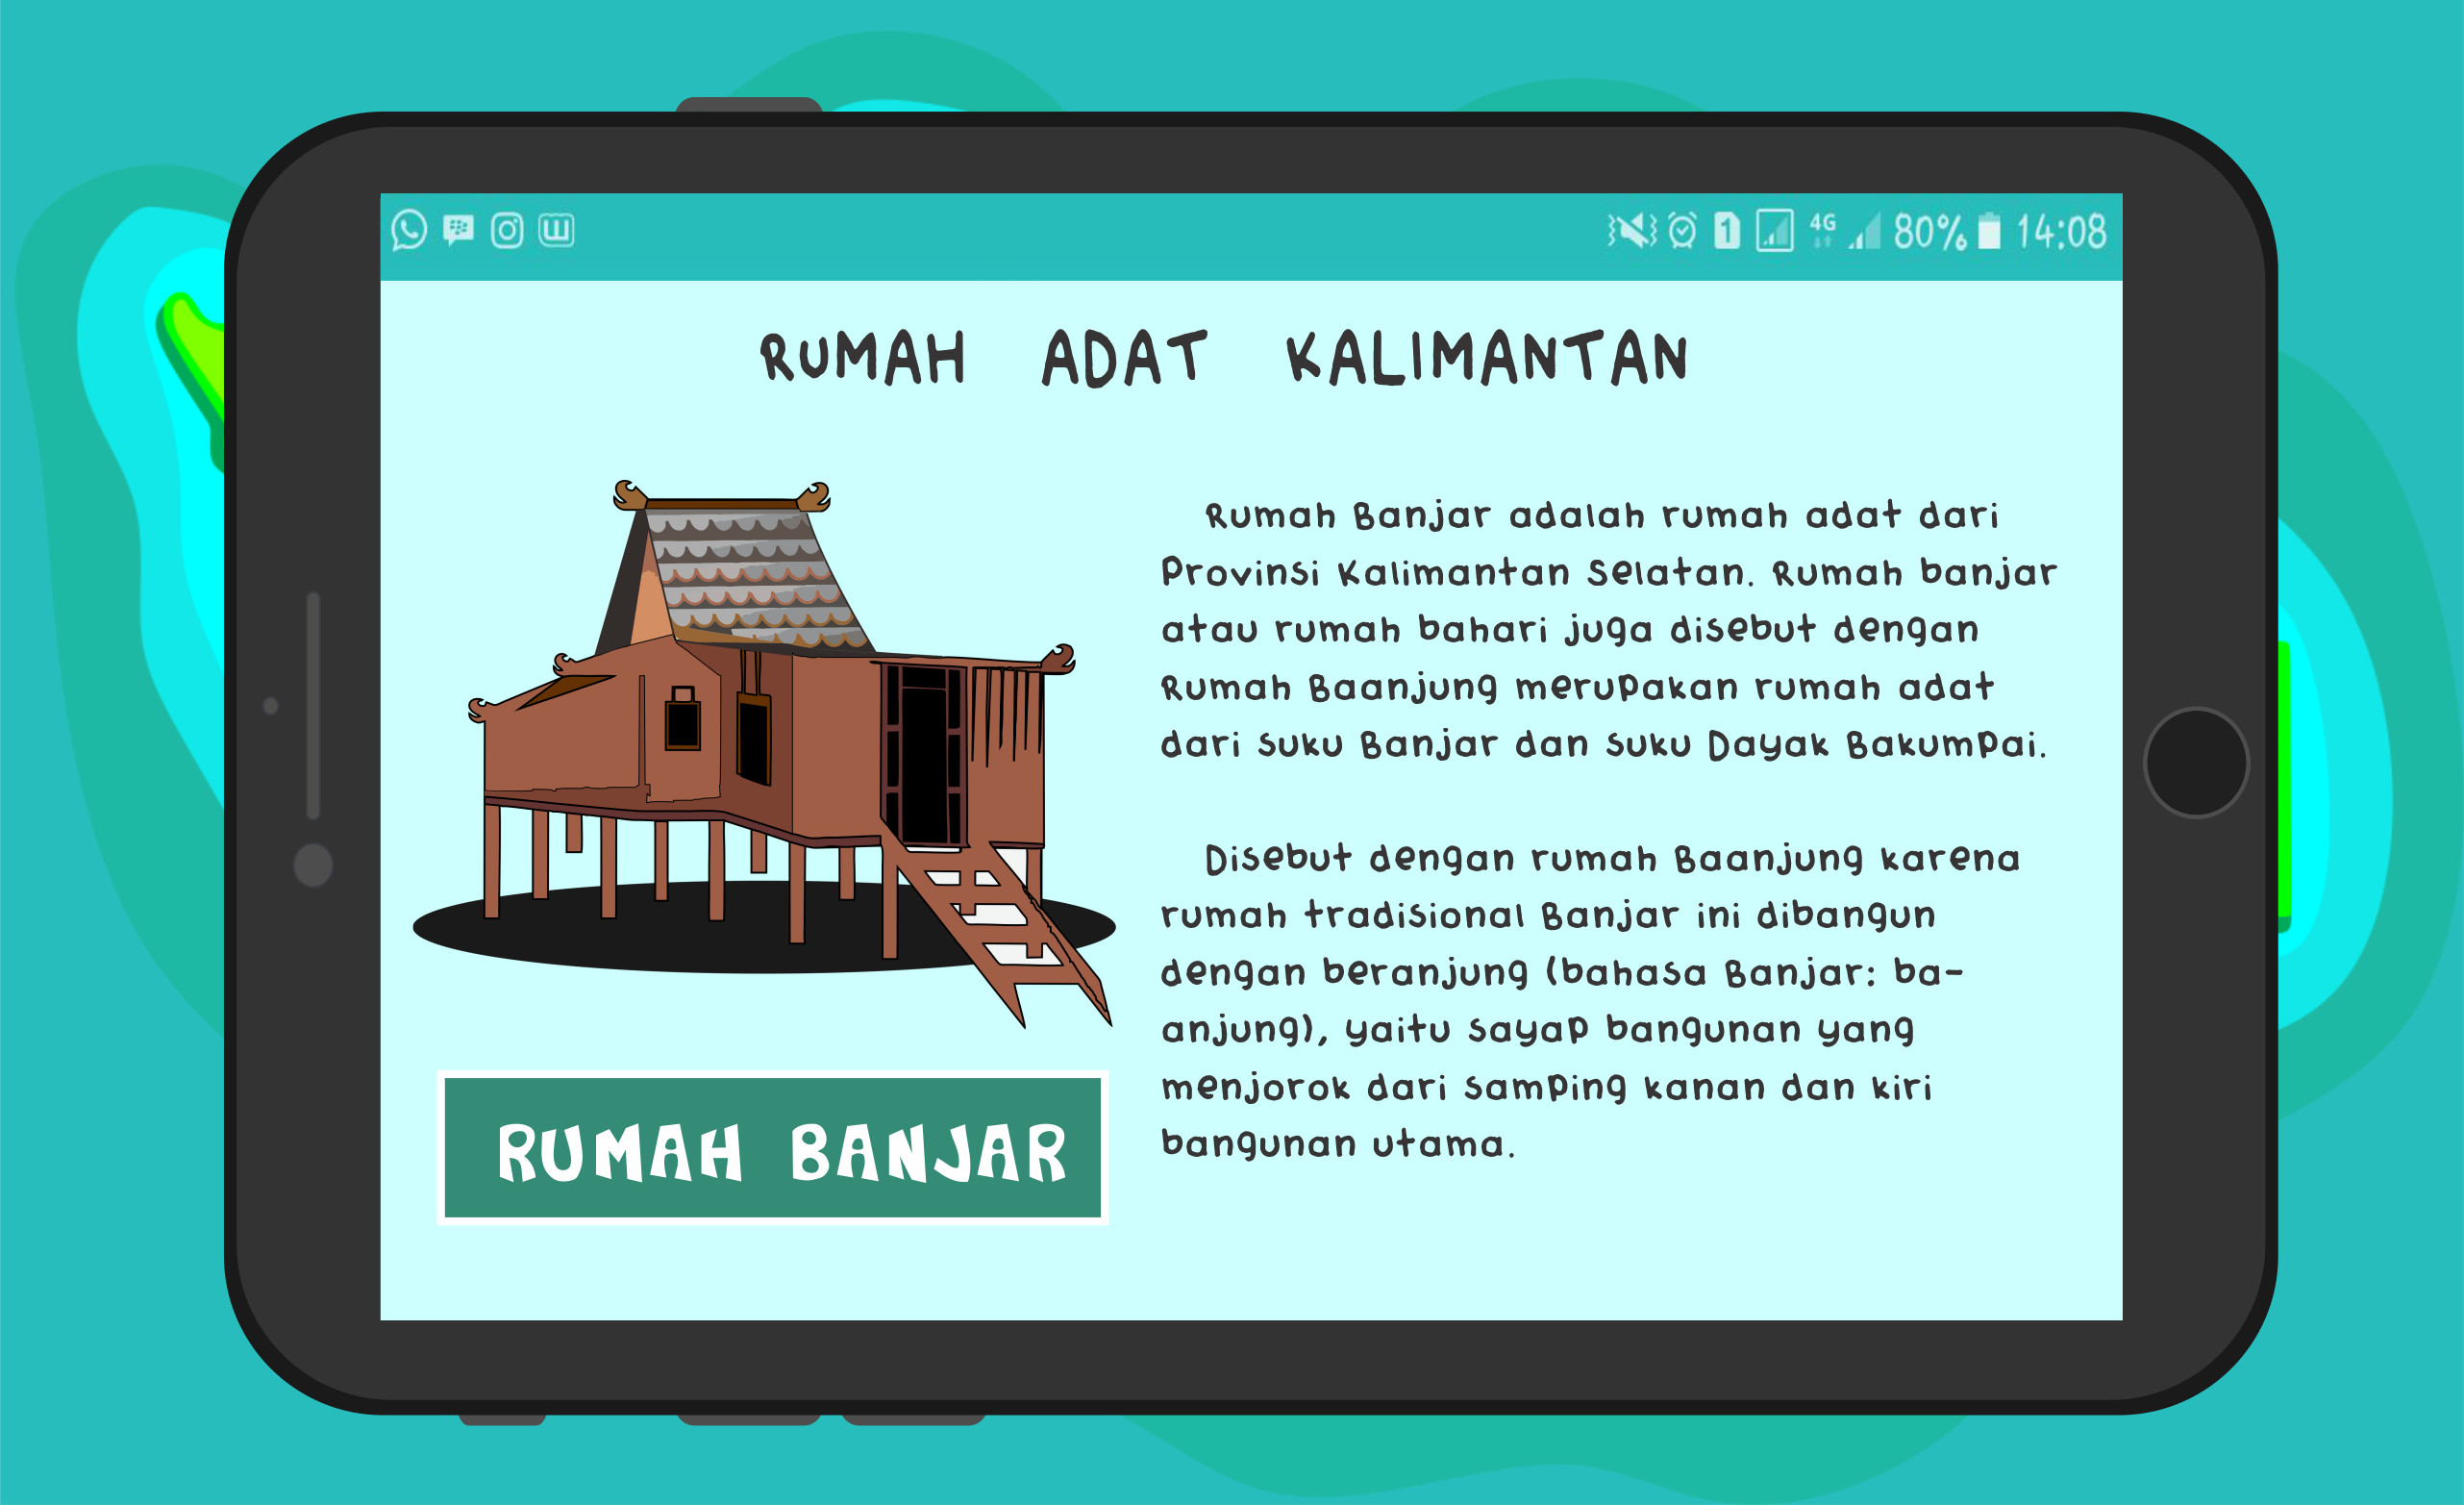 4G 80% 14:08
1
RUMAH ADAT KALIMANTAN
Rumah Banjar adalah rumah adat dari
Provinsi Kalimantan Selatan. Rumah banjar
atau rumah bahari juga disebut dengan
Rumah Baanjung merupakan rumah adat
dari suku Banjar dan suku Dayak Bakumpai.
Disebut dengan rumah Baanjung karena
rumah tradisional Banjar ini dibangun
dengan beranjung (bahasa Banjar: ba-
anjung), yaitu sayap bangunan yang
menjorok dari samping kanan dan kiri
bangunan utama.
RUMAH BANJAR